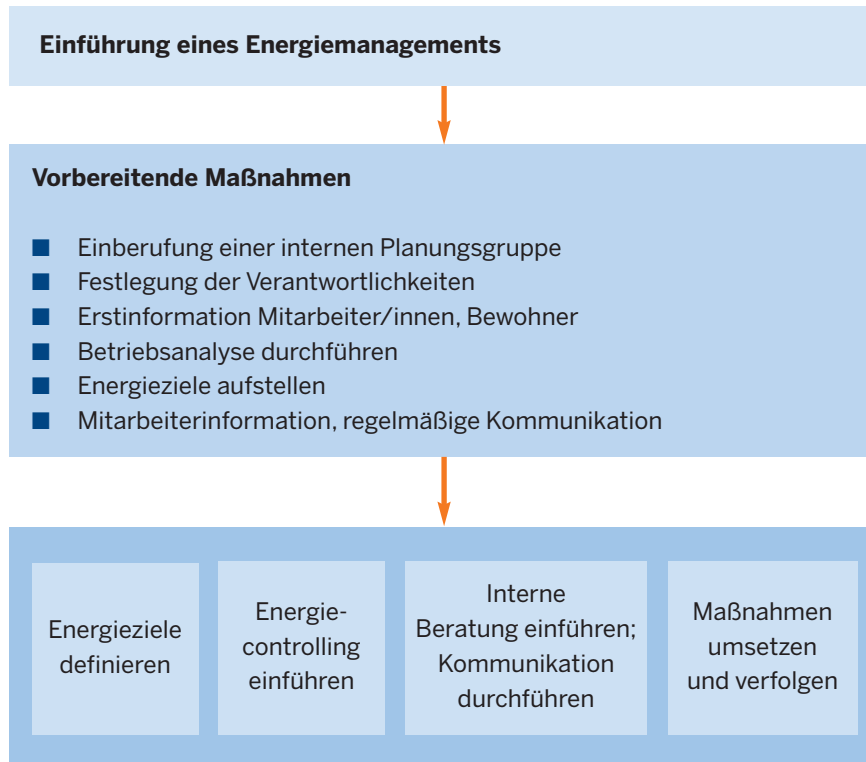 Einführung eines Energiemanagements
Vorbereitende Maßnahmen
Einberufung einer internen Planungsgruppe
Festlegung der Verantwortlichkeiten
Erstinformation Mitarbeiter/innen, Bewohner
Betriebsanalyse durchführen
Energieziele aufstellen
Mitarbeiterinformation, regelmäßige Kommunikation
Energieziele
definieren
Energie-
controlling
einführen
Interne
Beratung einführen;
Kommunikation
durchführen
Maßnahmen
umsetzen
und verfolgen